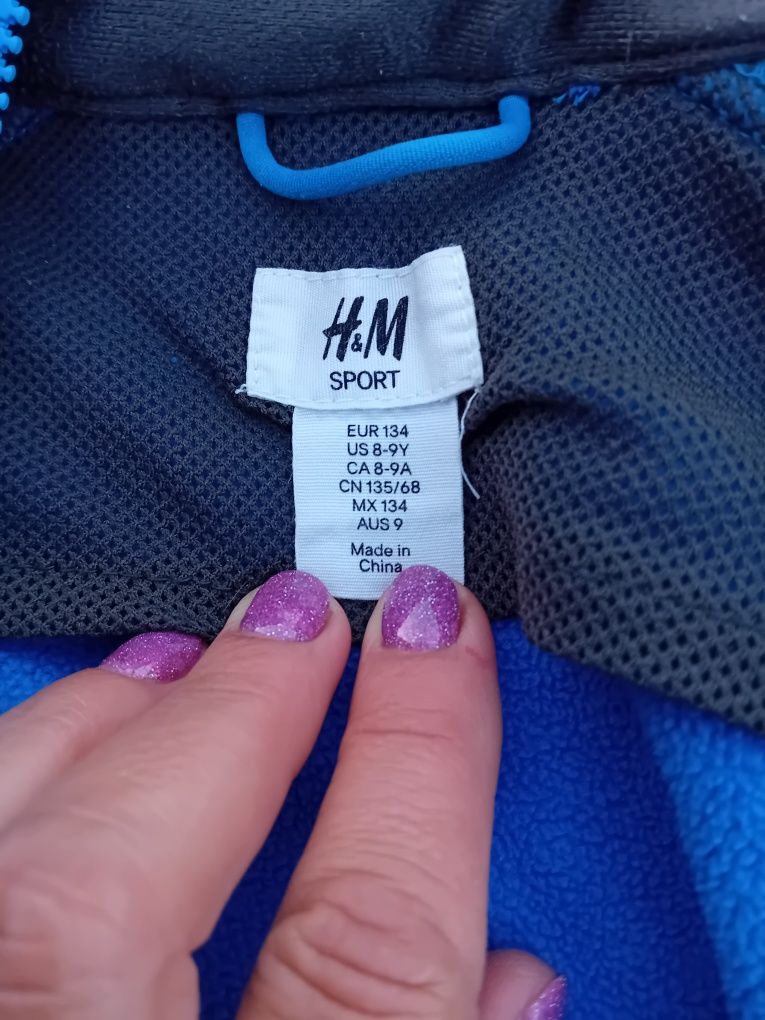 H&M
SPORT
EUR 134
US 8-9Y
CA 8-9A
CN 135/68
MX 134
AUS 9
Made in
China